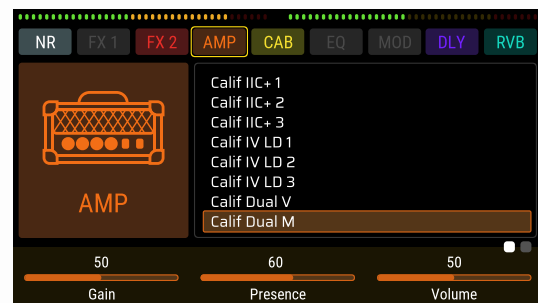 NR FX 1 FX 2 AMP CAB EQ MOD DLY RVB
Calif IIC+ 1
Calif IIC+ 2
Calif IIC+ 3
Calif IV LD 1
Calif IV LD 2
Calif IV LD 3
Calif Dual V
Calif Dual M
AMP
50 60 50
Gain Presence Volume